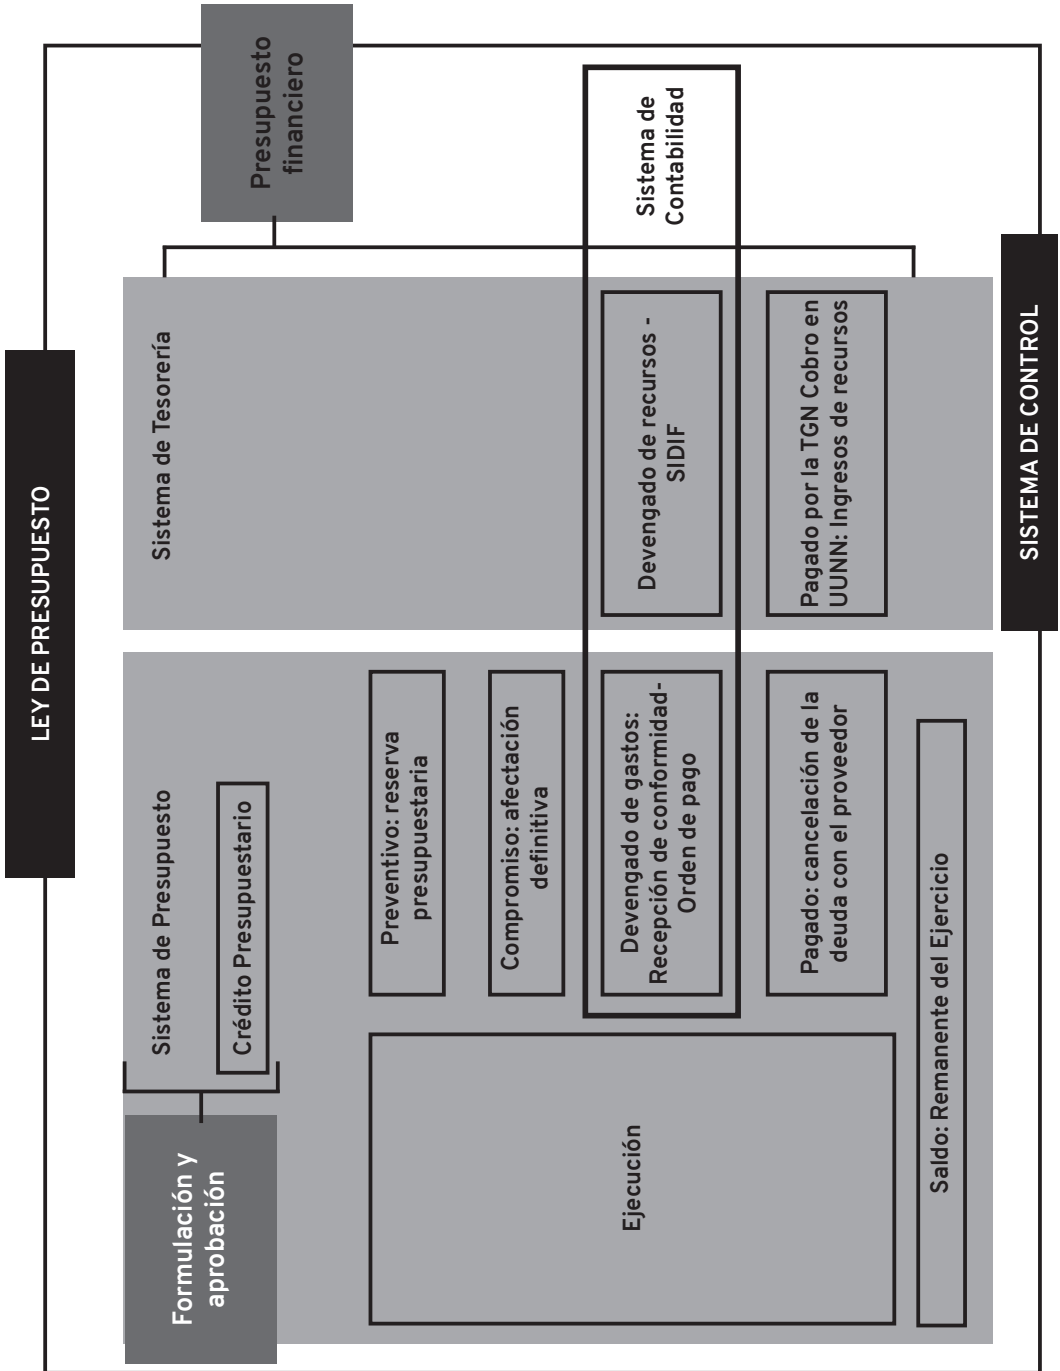 LEY DE PRESUPUESTO
Formulación y
aprobación
Sistema de Presupuesto
Crédito Presupuestario
Sistema de Tesorería
Presupuesto
financiero
Ejecución
Preventivo: reserva
presupuestaria
Compromiso: afectación
definitiva
Devengado de gastos:
Recepción de conformidad-
Orden de pago
Devengado de recursos -
SIDIF
Sistema de
Contabilidad
Pagado: cancelación de la
deuda con el proveedor
Pagado por la TGN Cobro en
UUNN: Ingresos de recursos
Saldo: Remanente del Ejercicio
SISTEMA DE CONTROL